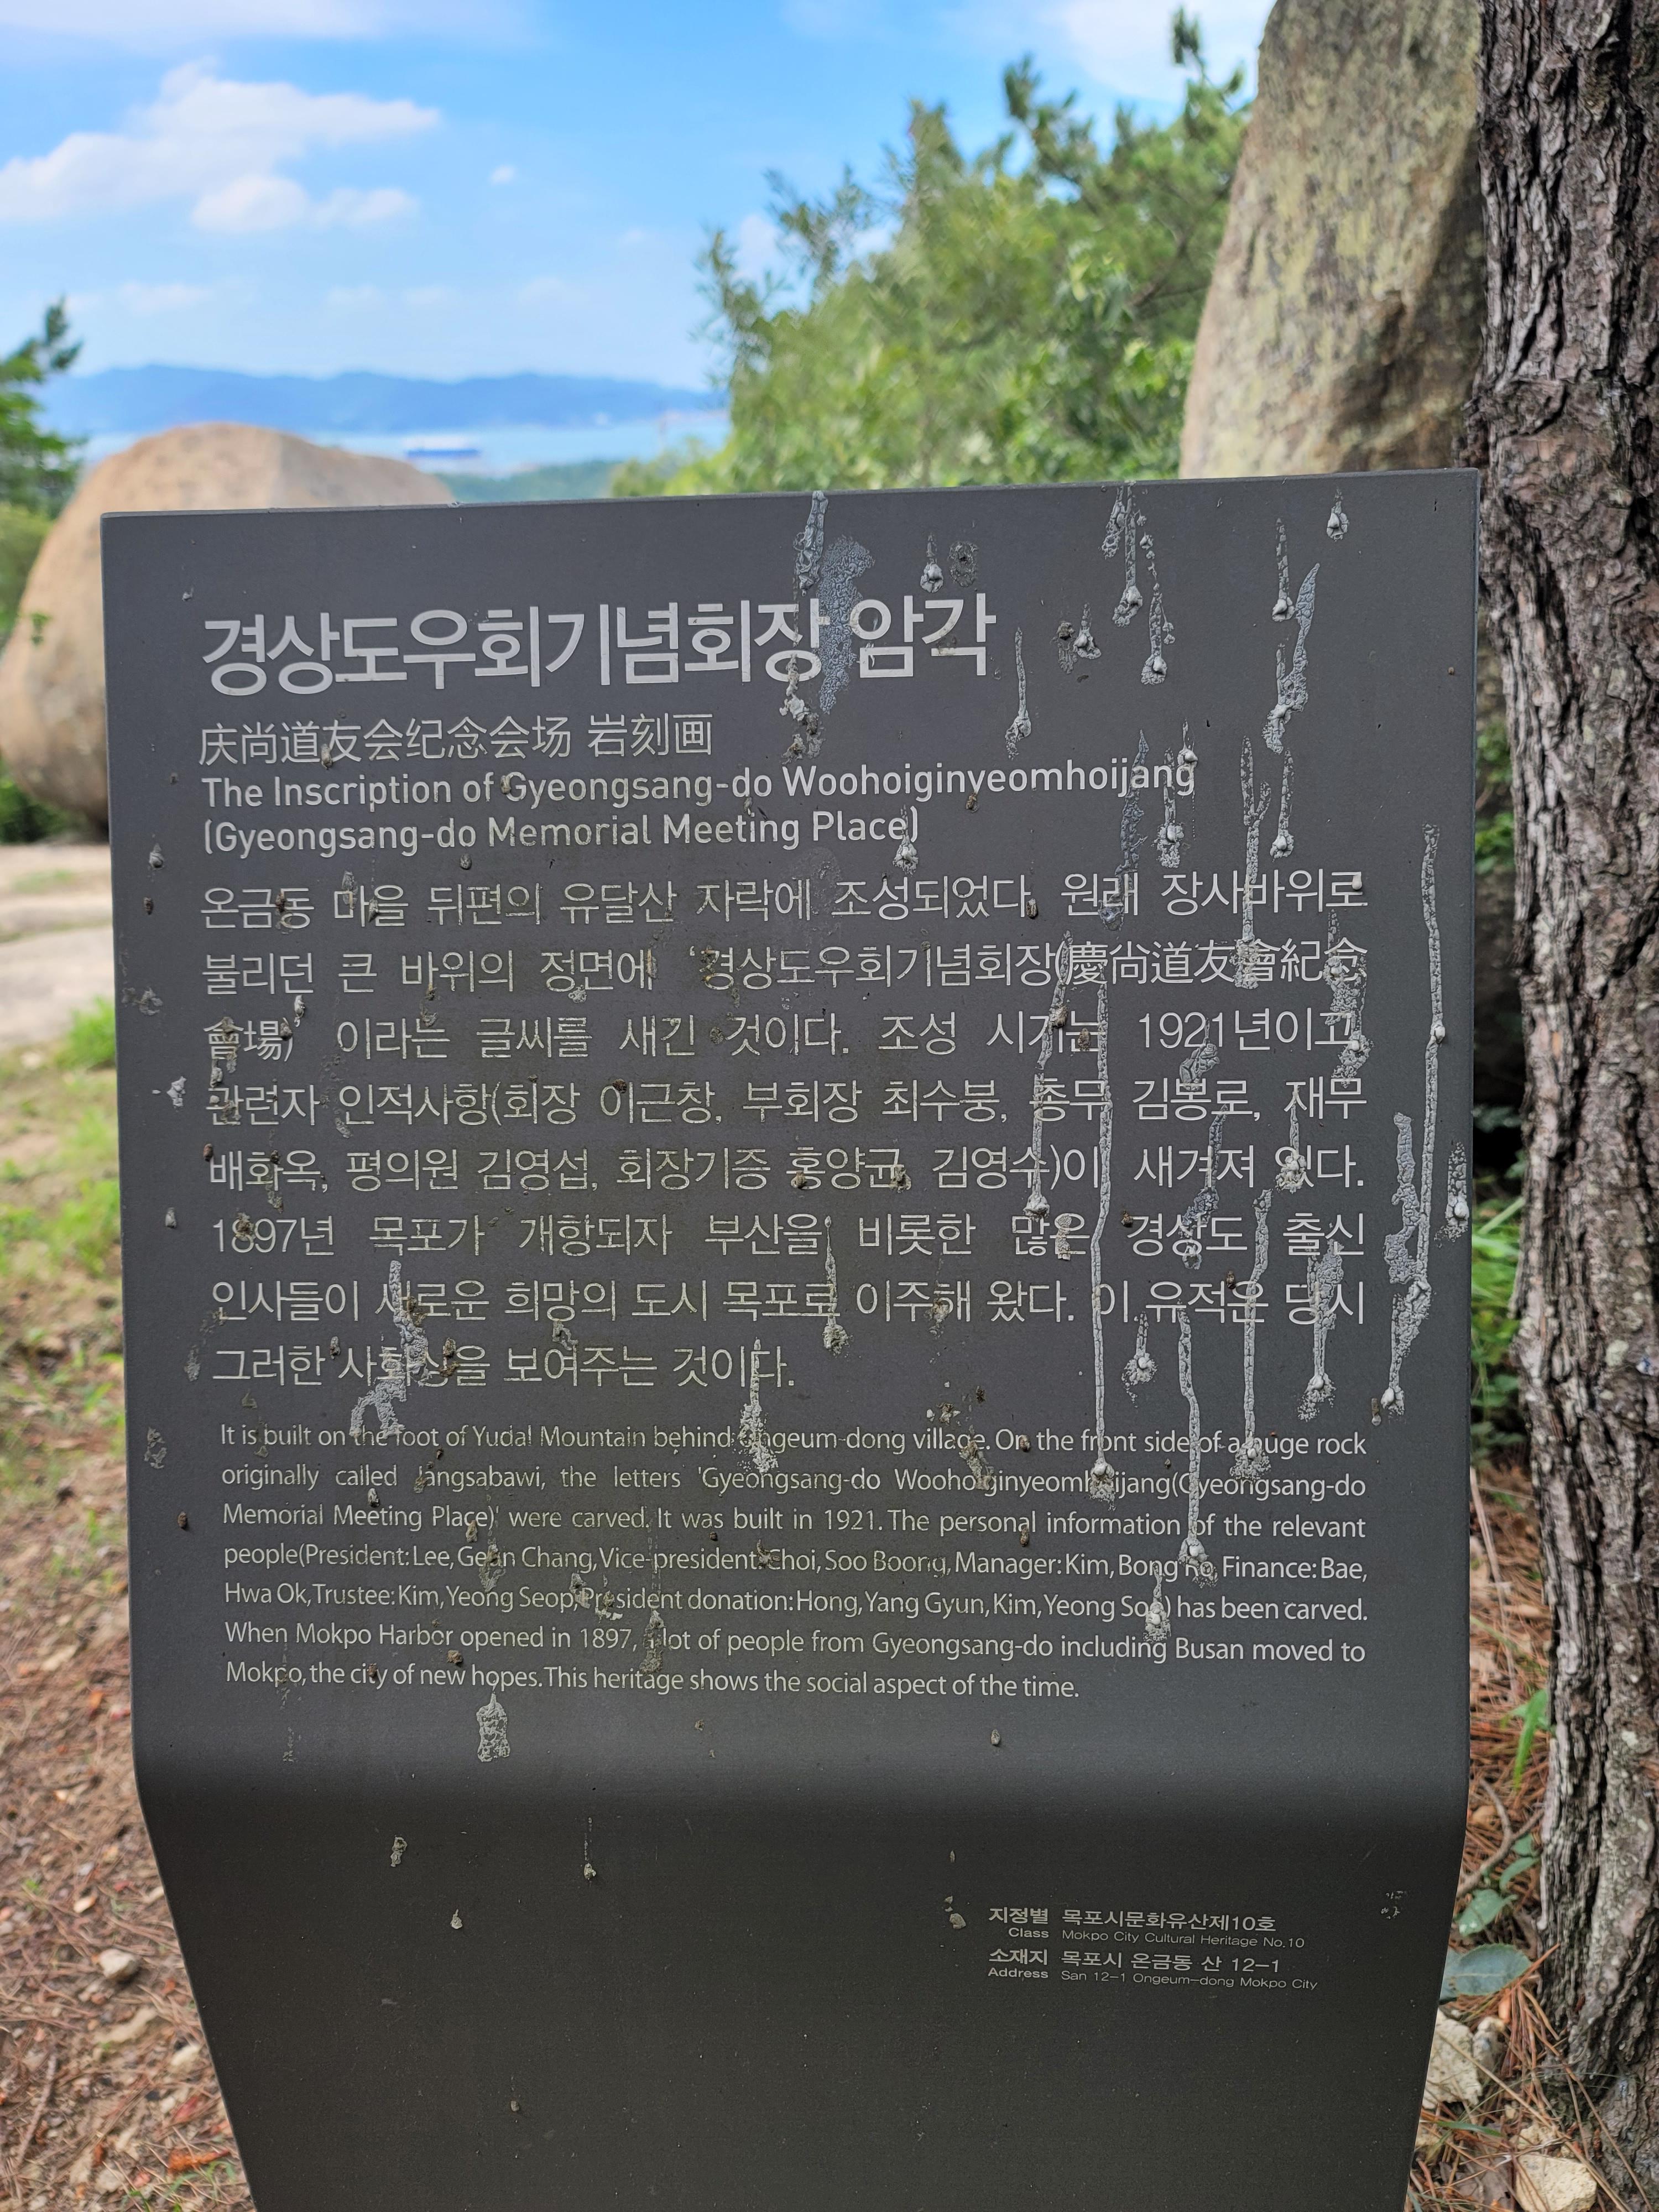 경상도우회기념회장 암각
庆尚道友会纪念会场 岩刻画
The Inscription of Gyeongsang-do Woohoiginyeomhoijang
(Gyeongsang-do Memorial Meeting Place)
온금동 마을 뒤편의 유달산 자락에 조성되었다. 원래 장사바위로
불리던 큰 바위의 정면에 '경상도우회기념회장(慶尙道友會紀念
會場)' 이라는 글씨를 새긴 것이다. 조성 시기는 1921년이고,
관련자 인적사항(회장 이근창, 부회장 최수붕, 총무 김봉로, 재무
배화옥, 평의원 김영섭, 회장기증 홍양균, 김영수)이 새겨져 있다.
1897년 목포가 개항되자 부산을 비롯한 많은 경상도 출신
인사들이 새로운 희망의 도시 목포로 이주해 왔다. 이 유적은 당시
그러한 사회상을 보여주는 것이다.
It is built on the foot of Yudal Mountain behind Ongeum-dong village. On the front side of a huge rock
originally called Jangsabawi, the letters 'Gyeongsang-do Woohoiginyeomhoijang(Gyeongsang-do
Memorial Meeting Place)' were carved. It was built in 1921. The personal information of the relevant
people(President: Lee, Geun Chang, Vice-president: Choi, Soo Boong, Manager: Kim, Bong Ro, Finance: Bae,
Hwa Ok, Trustee: Kim, Yeong Seop, President donation: Hong, Yang Gyun, Kim, Yeong Soo) has been carved.
When Mokpo Harbor opened in 1897, a lot of people from Gyeongsang-do including Busan moved to
Mokpo, the city of new hopes. This heritage shows the social aspect of the time.
지정별 목포시문화유산제10호
Class Mokpo City Cultural Heritage No.10
소재지 목포시 온금동 산 12-1
Address San 12-1 Ongeum-dong Mokpo City